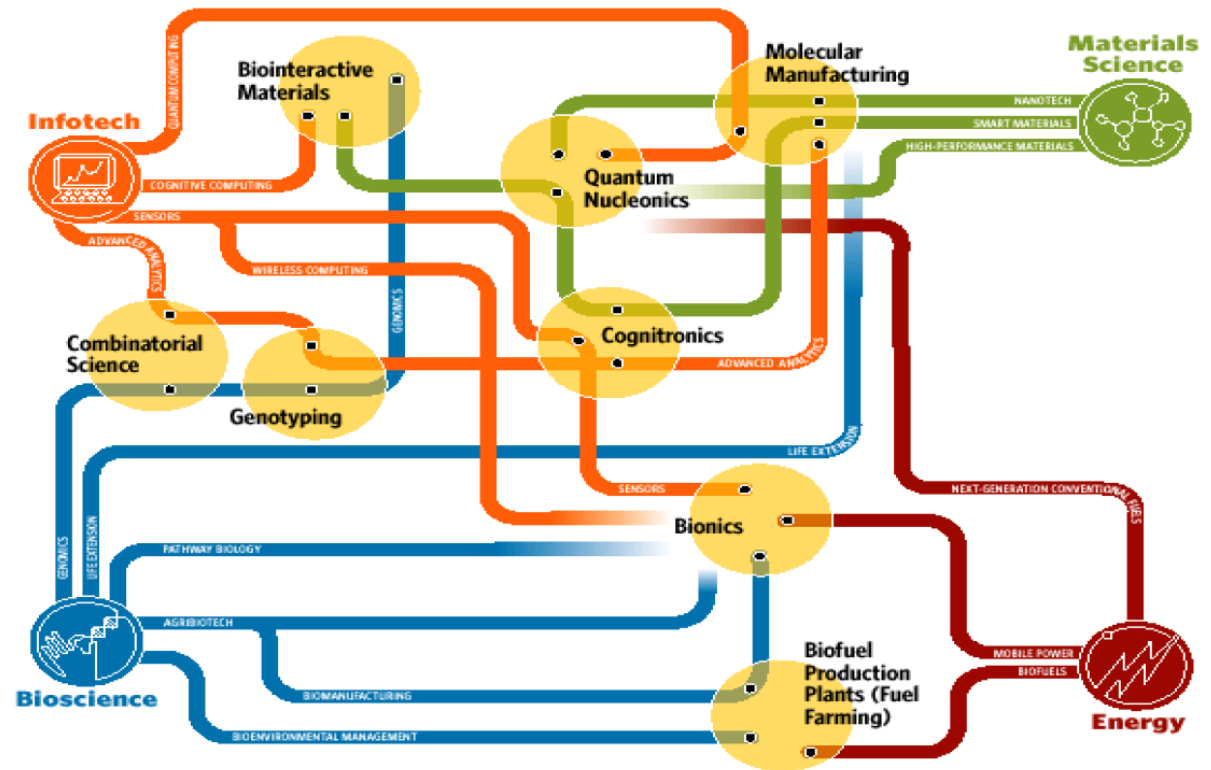 QUANTUM COMPUTING
Biointeractive
Materials
Molecular
Manufacturing
Materials
Science
NANOTECH
SMART MATERIALS
HIGH-PERFORMANCE MATERIALS
Infotech
COGNITIVE COMPUTING
SENSORS
ADVANCED ANALYTICS
WIRELESS COMPUTING
Quantum
Nucleonics
GENOMICS
Combinatorial
Science
Genotyping
Cognitronics
ADVANCED ANALYTICS
LIFE EXTENSION
SENSORS
NEXT-GENERATION CONVENTIONAL FUELS
Bionics
GENOMICS
LIFE EXTENSION
PATHWAY BIOLOGY
AGRIBIOTECH
Bioscience
BIOMANUFACTURING
BIOENVIRONMENTAL MANAGEMENT
Biofuel
Production
Plants (Fuel
Farming)
MOBILE POWER
BIOFUELS
Energy